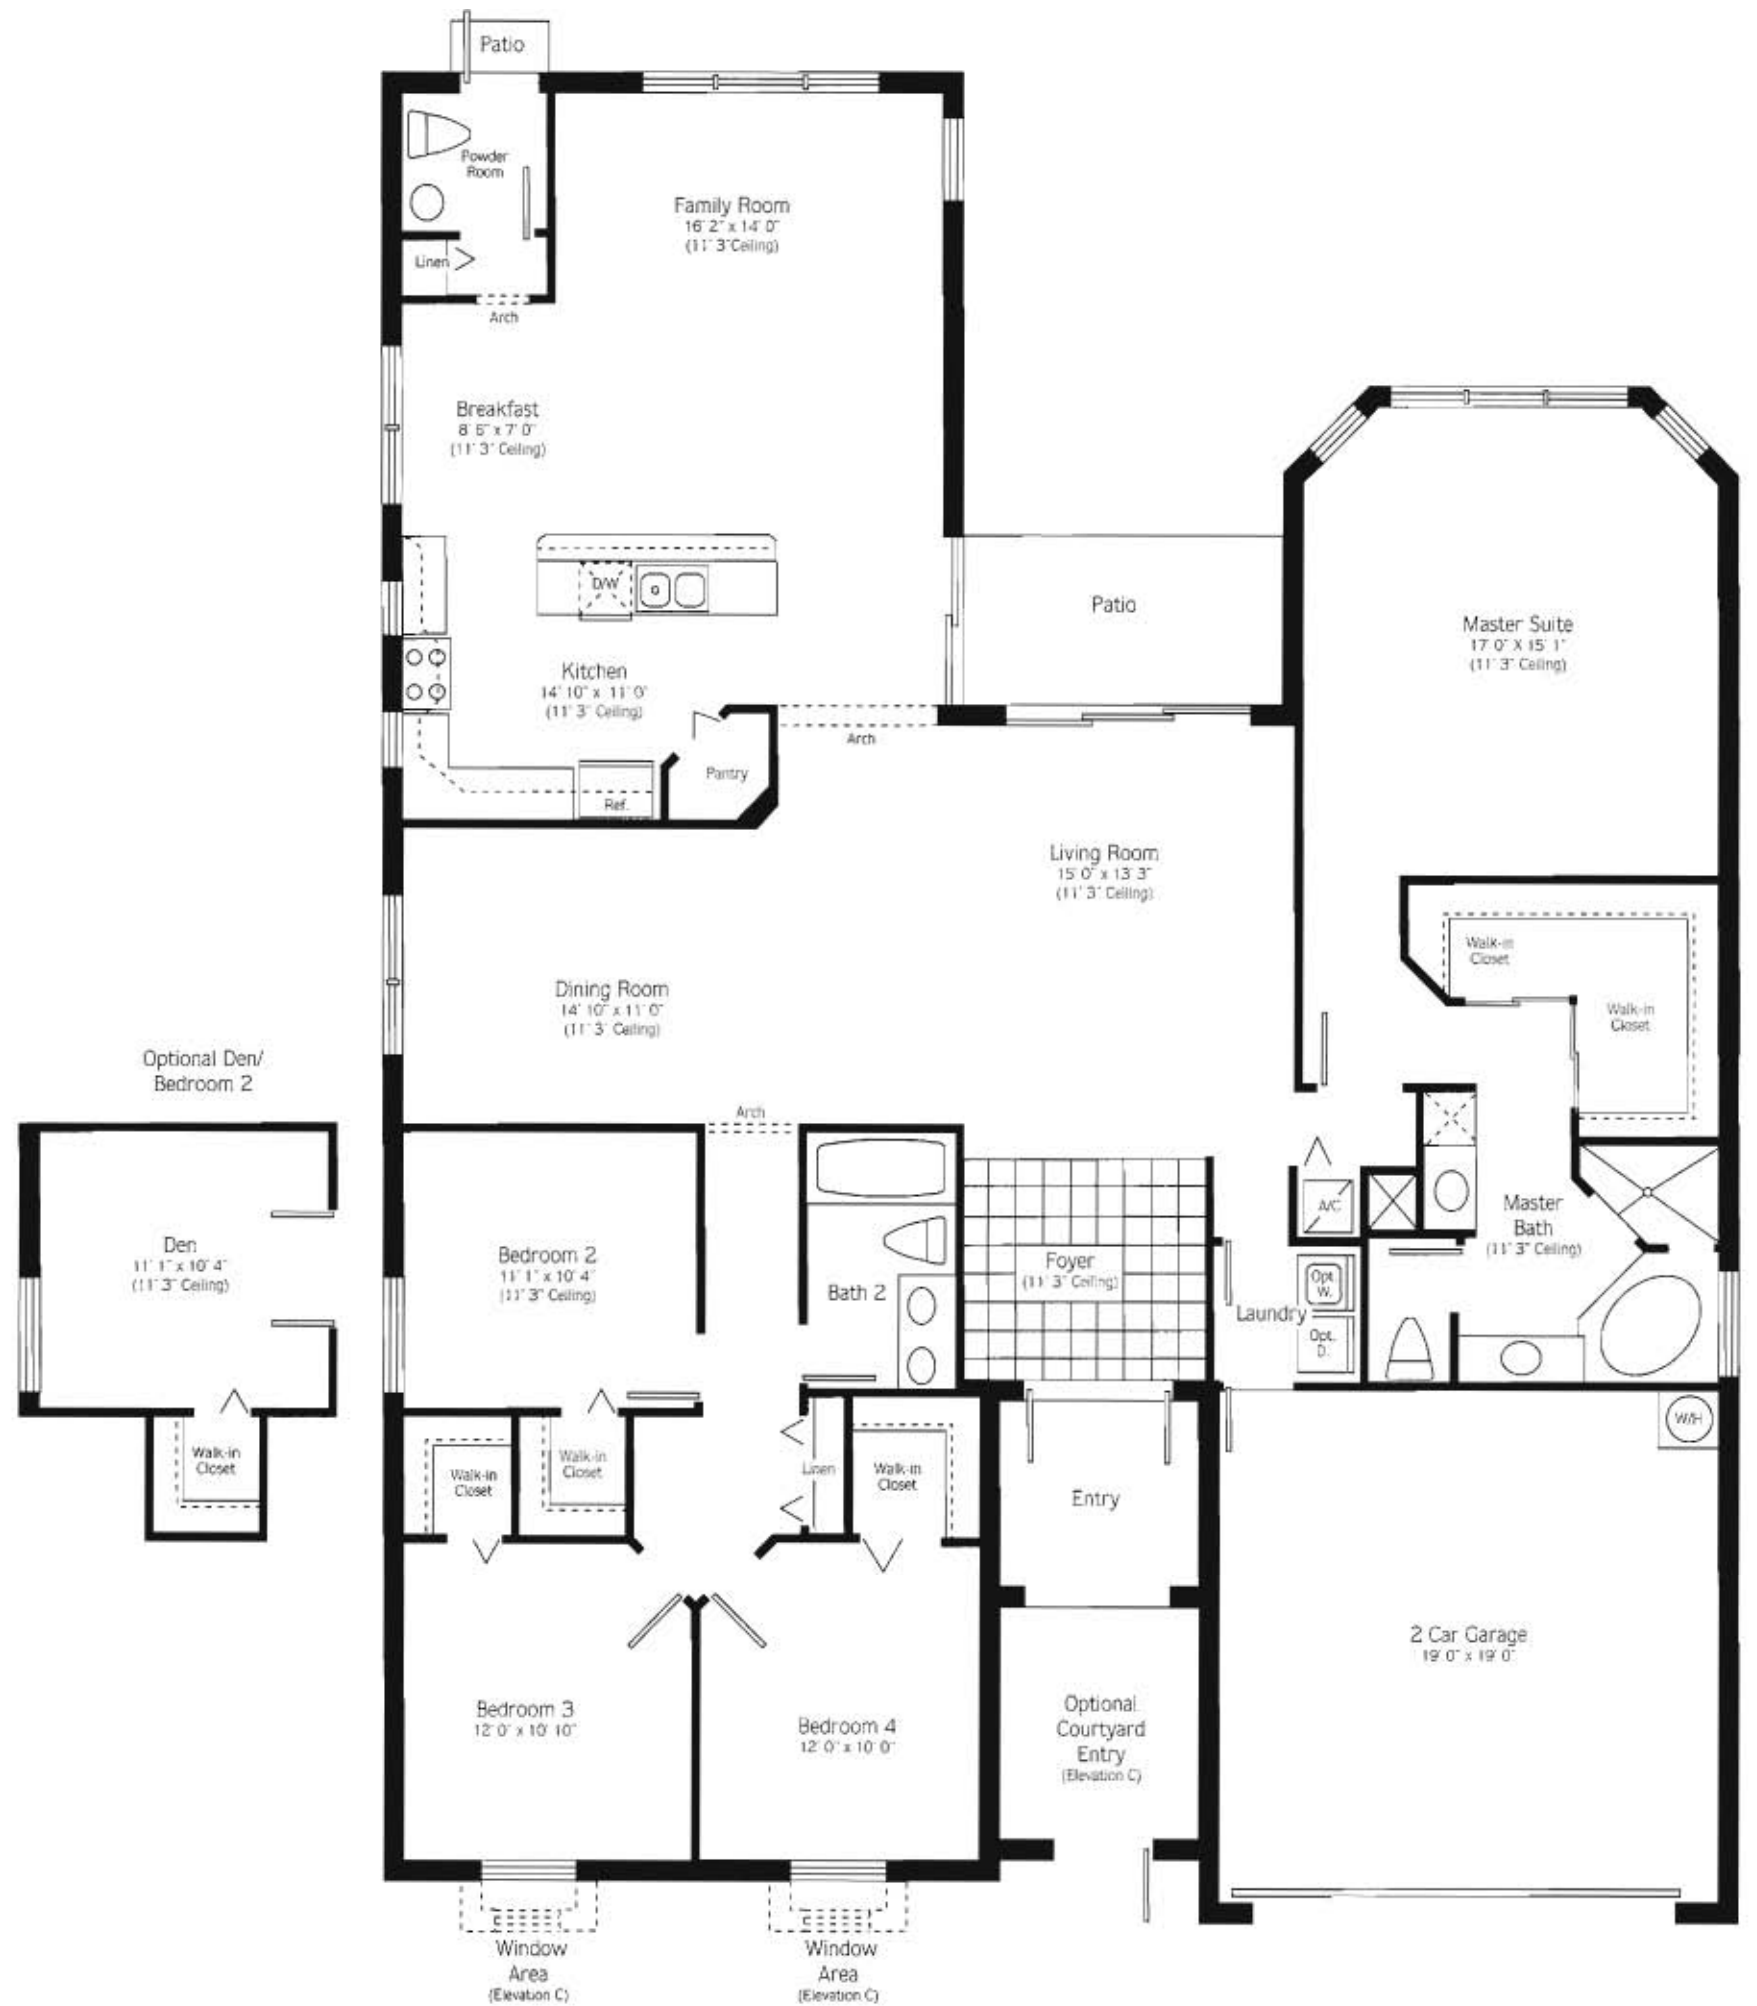 Patio
Powder
Room
Family Room
16' 2" x 14' 0"
(11' 3" Ceiling)
Linen
Arch
Breakfast
8' 6" x 7' 0"
(11' 3" Ceiling)
D/W
Patio
Master Suite
17' 0" X 15' 1"
(11' 3" Ceiling)
Kitchen
14' 10" x 11' 0"
(11' 3" Ceiling)
Arch
Pantry
Ref.
Living Room
15' 0" x 13' 3"
(11' 3" Ceiling)
Walk-in
Closet
Dining Room
14' 10" x 11' 0"
(11' 3" Ceiling)
Walk-in
Closet
Optional Den/
Bedroom 2
Arch
Den
11' 1" x 10' 4"
(11' 3" Ceiling)
Bedroom 2
11' 1" x 10' 4"
(11' 3" Ceiling)
Bath 2
Foyer
(11' 3" Ceiling)
A/C
Master
Bath
(11' 3" Ceiling)
Opt.
W.
Laundry
Opt.
D.
W/H
Walk-in
Closet
Walk-in
Closet
Walk-in
Closet
Linen
Walk-in
Closet
Entry
2 Car Garage
19' 0" x 19' 0"
Bedroom 3
12' 0" x 10' 10"
Bedroom 4
12' 0" x 10' 0"
Optional
Courtyard
Entry
(Elevation C)
Window
Area
(Elevation C)
Window
Area
(Elevation C)